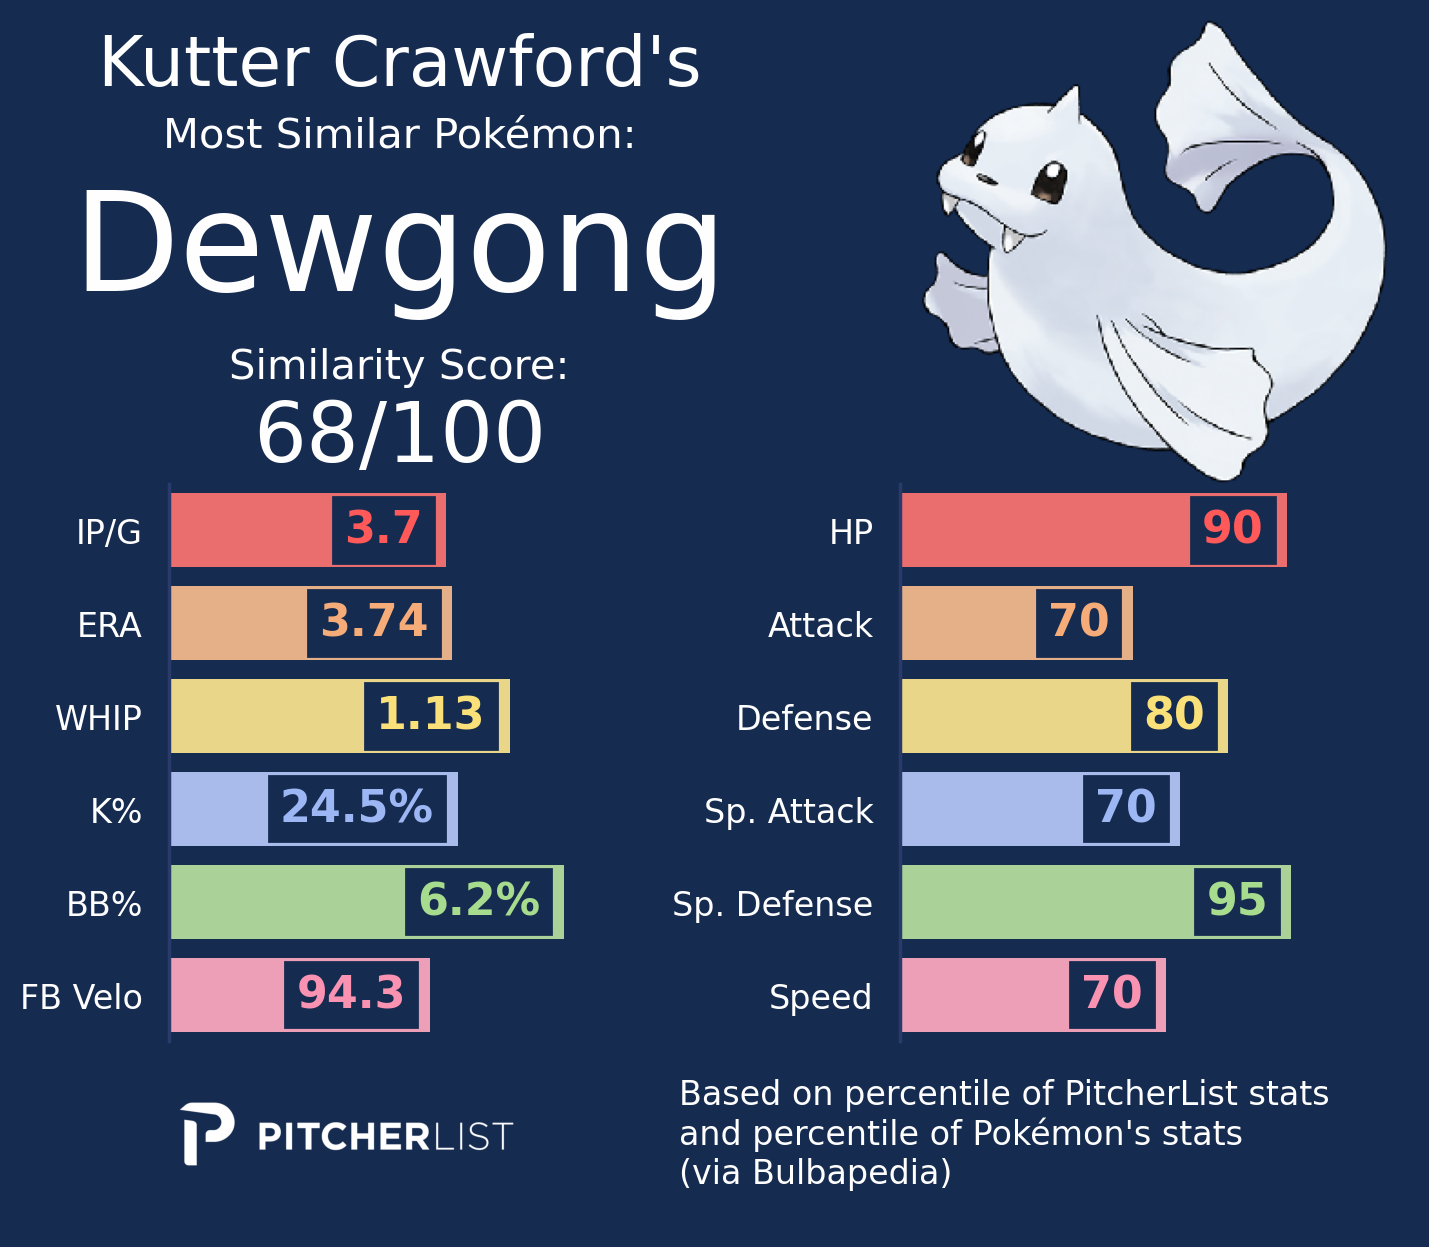 Kutter Crawford's
Most Similar Pokémon:
Dewgong
Similarity Score:
68/100
IP/G 3.7
ERA 3.74
WHIP 1.13
K% 24.5%
BB% 6.2%
FB Velo 94.3
HP 90
Attack 70
Defense 80
Sp. Attack 70
Sp. Defense 95
Speed 70
PITCHERLIST
Based on percentile of PitcherList stats
and percentile of Pokémon's stats
(via Bulbapedia)